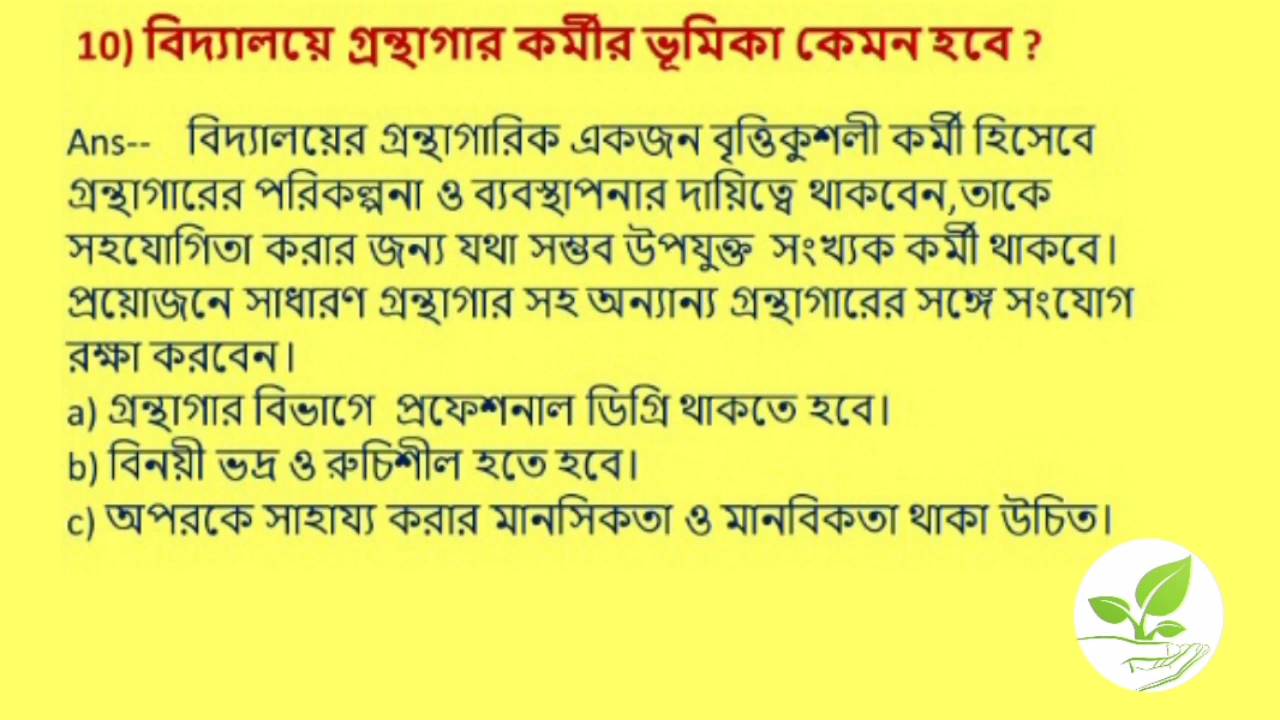 10) বিদ্যালয়ে গ্রন্থাগার কর্মীর ভূমিকা কেমন হবে ?
Ans-- বিদ্যালয়ের গ্রন্থাগারিক একজন বৃত্তিকুশলী কর্মী হিসেবে
গ্রন্থাগারের পরিকল্পনা ও ব্যবস্থাপনার দায়িত্বে থাকবেন,তাকে
সহযোগিতা করার জন্য যথা সম্ভব উপযুক্ত সংখ্যক কর্মী থাকবে।
প্রয়োজনে সাধারণ গ্রন্থাগার সহ অন্যান্য গ্রন্থাগারের সঙ্গে সংযোগ
রক্ষা করবেন।
a) গ্রন্থাগার বিভাগে প্রফেশনাল ডিগ্রি থাকতে হবে।
b) বিনয়ী ভদ্র ও রুচিশীল হতে হবে।
c) অপরকে সাহায্য করার মানসিকতা ও মানবিকতা থাকা উচিত।